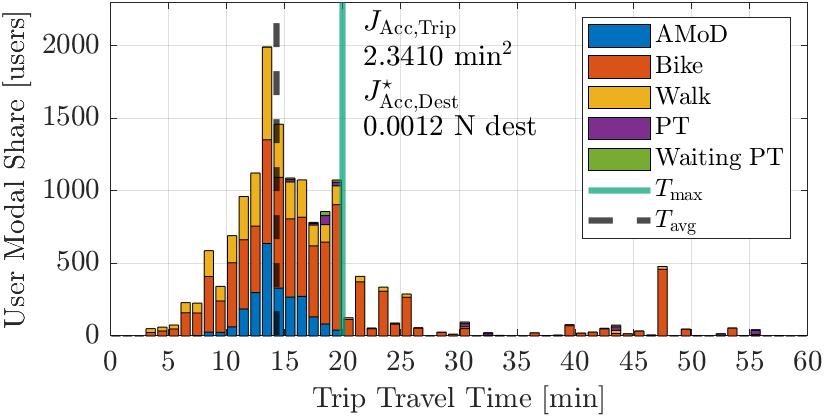 User Modal Share [users]
2000
1500
1000
500
0
J_Acc,Trip
2.3410 min²
J⋆_Acc,Dest
0.0012 N dest
AMoD
Bike
Walk
PT
Waiting PT
T_max
T_avg
0 5 10 15 20 25 30 35 40 45 50 55 60
Trip Travel Time [min]